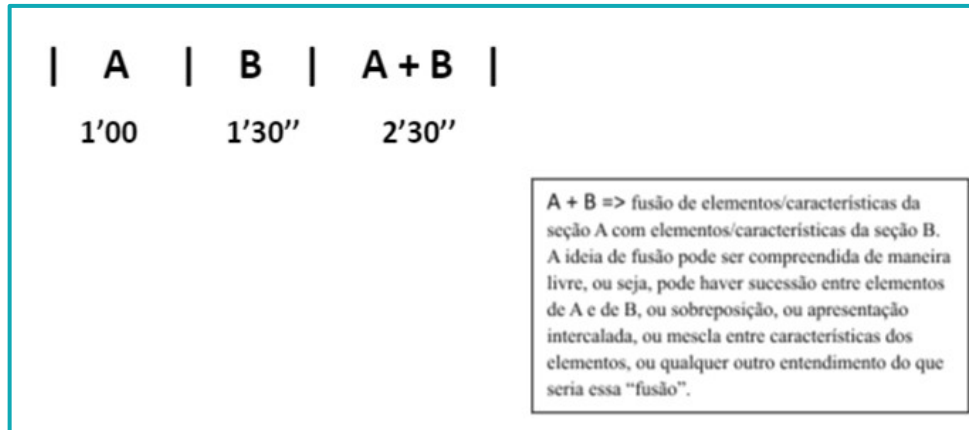 | A | B | A + B |
1’00 1’30’’ 2’30’’
A + B => fusão de elementos/características da
seção A com elementos/características da seção B.
A ideia de fusão pode ser compreendida de maneira
livre, ou seja, pode haver sucessão entre elementos
de A e de B, ou sobreposição, ou apresentação
intercalada, ou mescla entre características dos
elementos, ou qualquer outro entendimento do que
seria essa “fusão”.